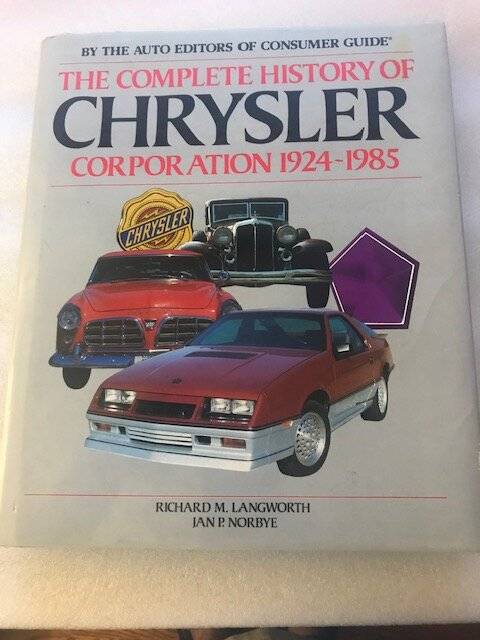 BY THE AUTO EDITORS OF CONSUMER GUIDE®
THE COMPLETE HISTORY OF
CHRYSLER
CORPORATION 1924-1985
CHRYSLER
RICHARD M. LANGWORTH
JAN P. NORBYE